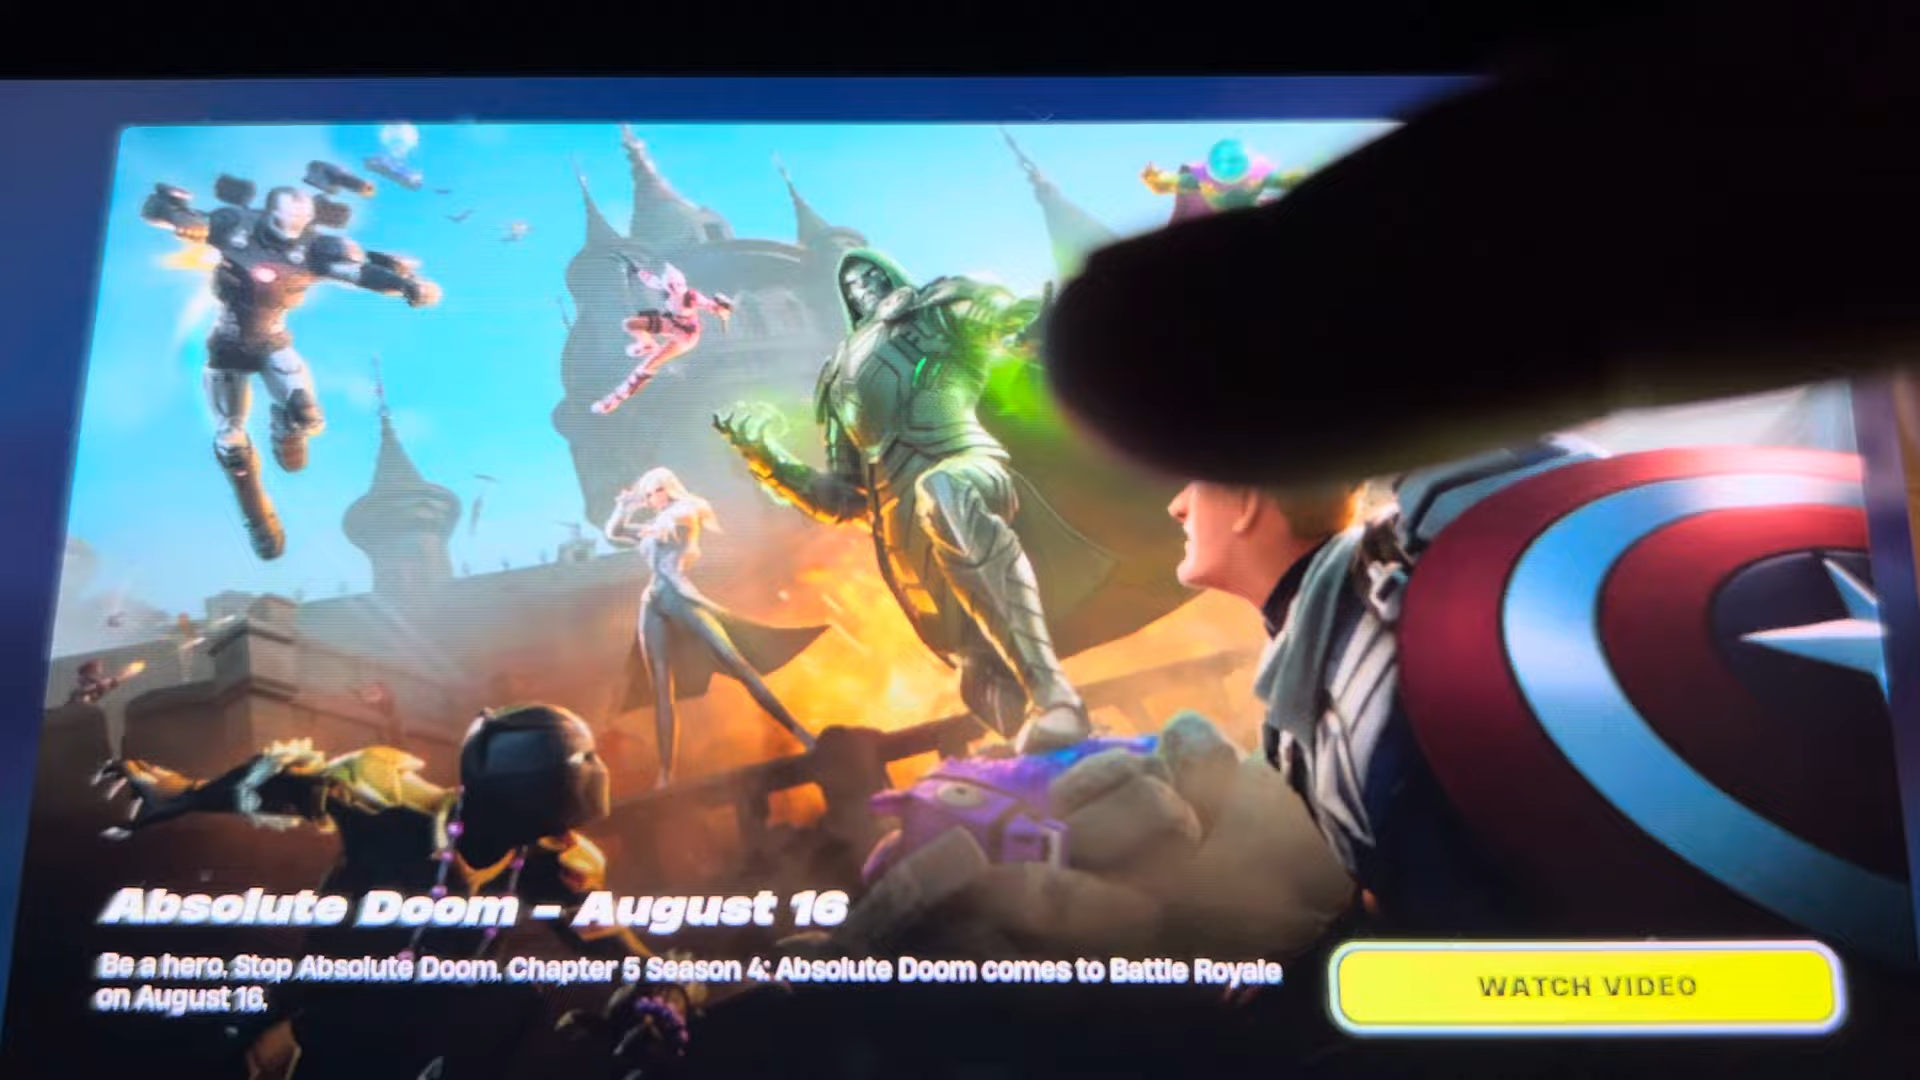 Absolute Doom - August 16
Be a hero. Stop Absolute Doom. Chapter 5 Season 4: Absolute Doom comes to Battle Royale
on August 16.
WATCH VIDEO